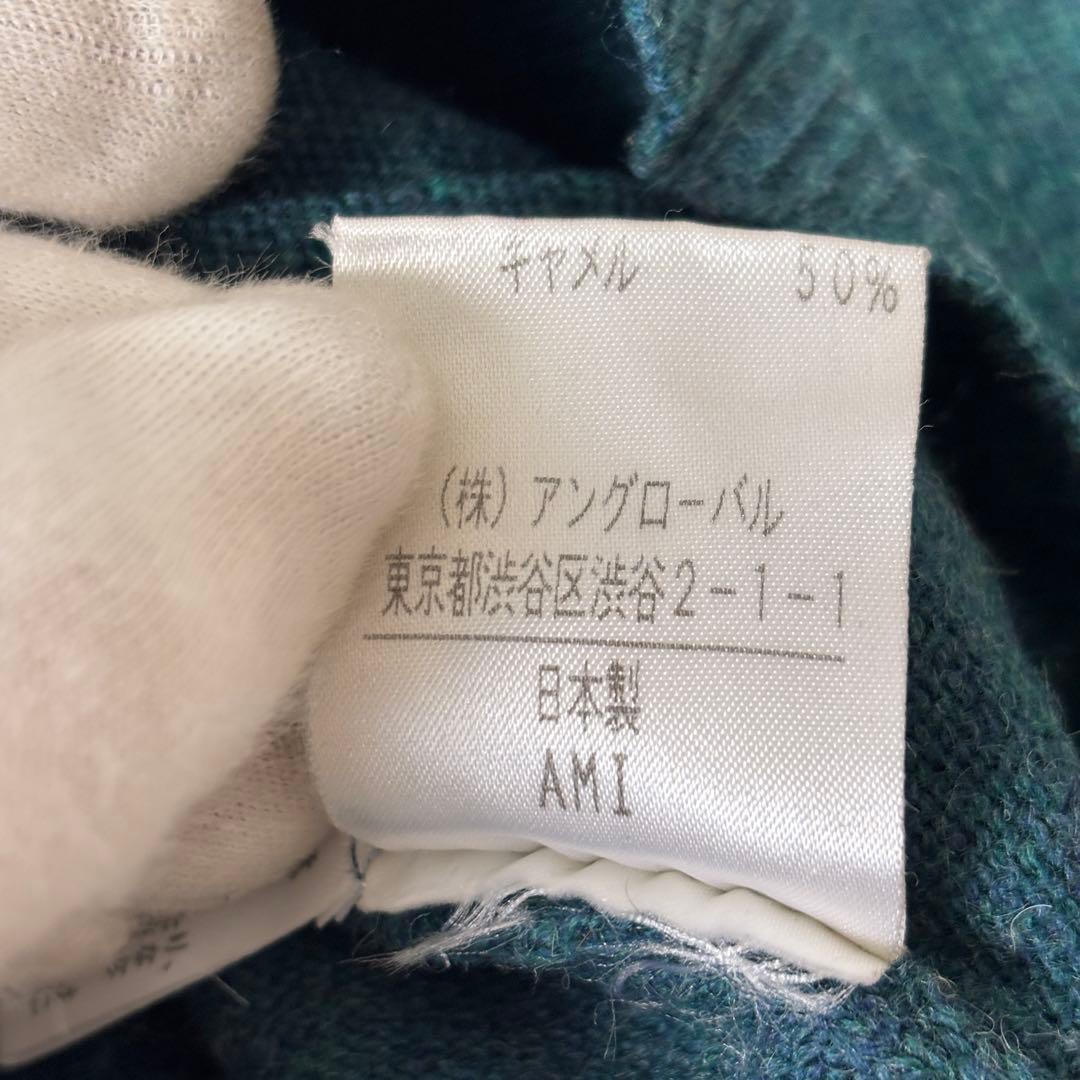 キヤメル 50%
(株)アングローバル
東京都渋谷区渋谷2-1-1
日本製
AMI